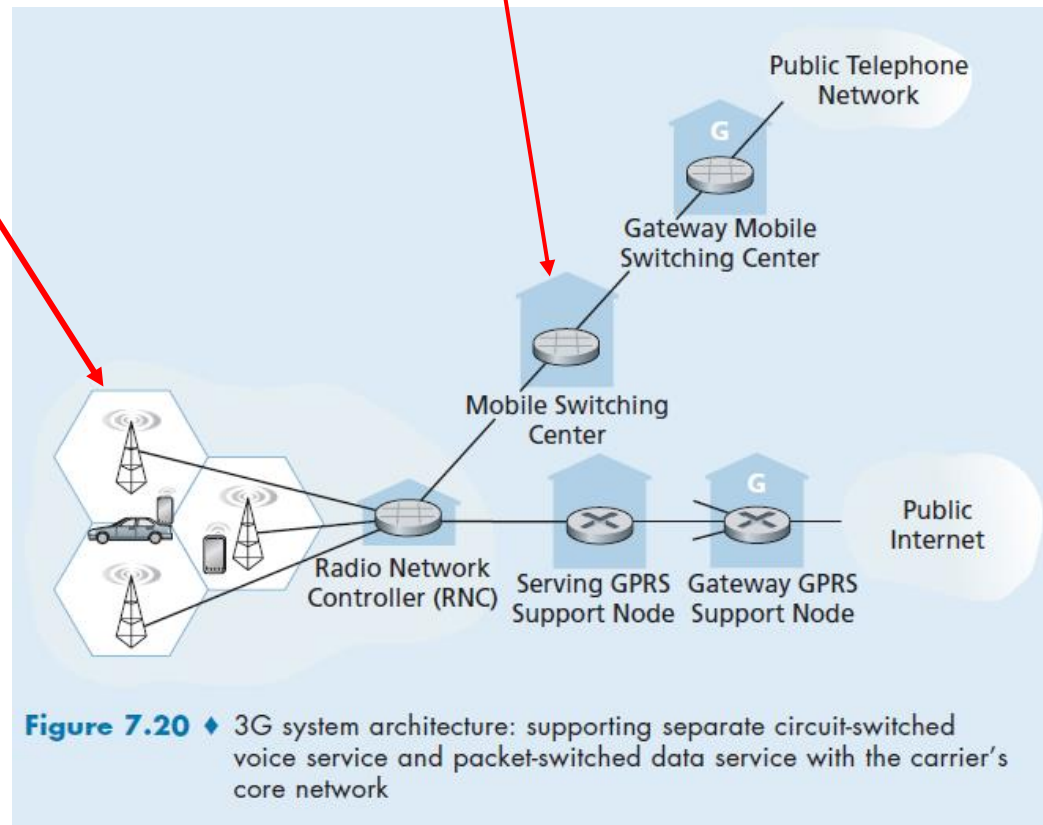 Public Telephone
Network
G
Gateway Mobile
Switching Center
Mobile Switching
Center
G
Public
Internet
Radio Network
Controller (RNC)
Serving GPRS
Support Node
Gateway GPRS
Support Node
Figure 7.20 ♦ 3G system architecture: supporting separate circuit-switched
voice service and packet-switched data service with the carrier's
core network